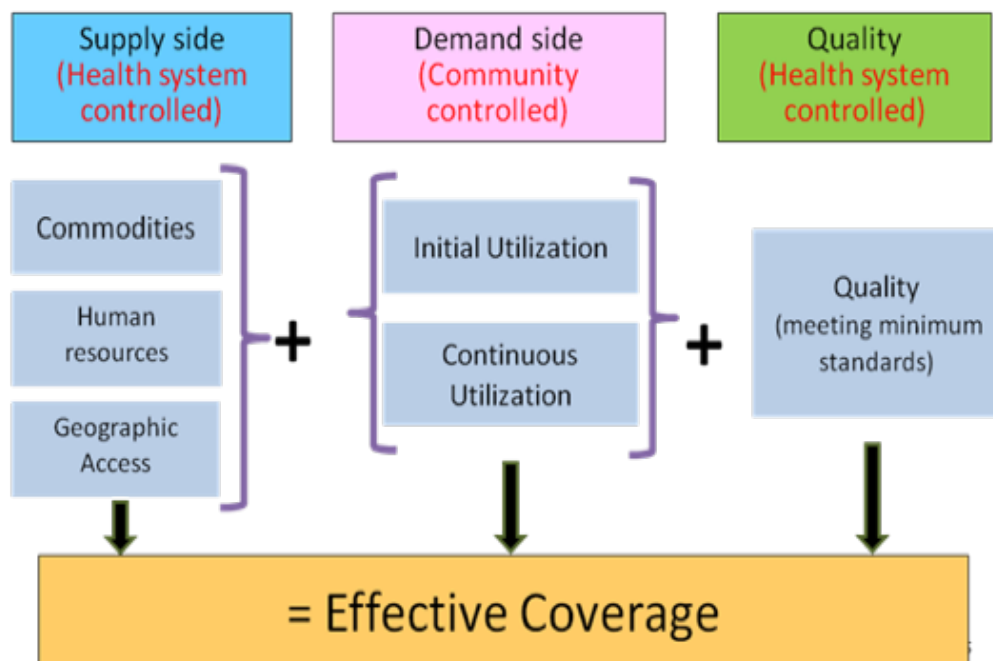 Supply side
(Health system
controlled)
Demand side
(Community
controlled)
Quality
(Health system
controlled)
Commodities
Human
resources
Geographic
Access
+
Initial Utilization
Continuous
Utilization
+
Quality
(meeting minimum
standards)
= Effective Coverage